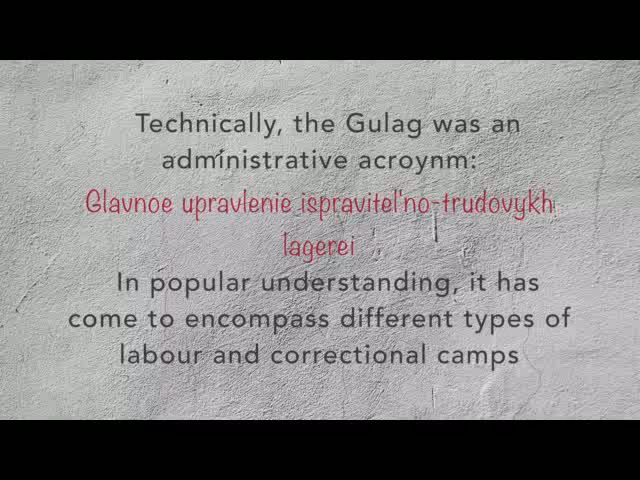 Technically, the Gulag was an
administrative acroynm:
Glavnoe upravlenie ispravitel'no-trudovykh
lagerei
In popular understanding, it has
come to encompass different types of
labour and correctional camps